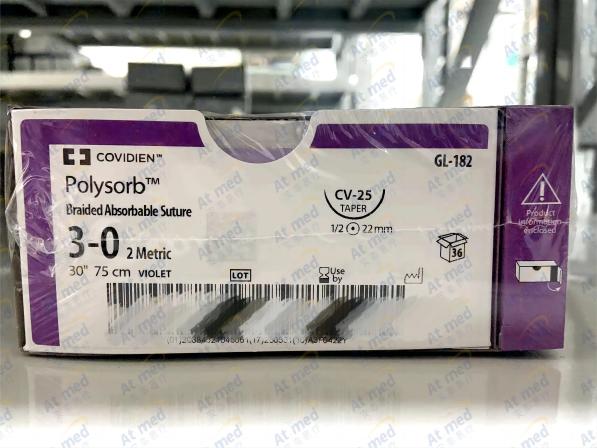 COVIDIEN™
GL-182
Polysorb™
Braided Absorbable Suture
3-0 2 Metric
30" 75 cm VIOLET
CV-25
TAPER
1/2 22 mm
36
LOT
Use by
Product
information
enclosed
At med